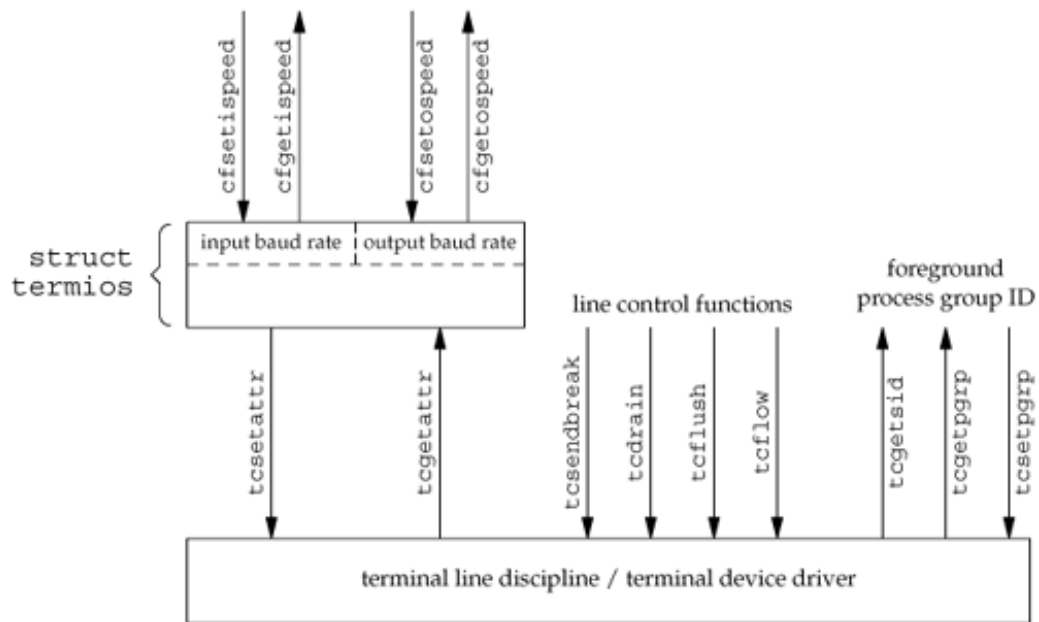 cfsetispeed
cfgetispeed
cfsetospeed
cfgetospeed
struct
termios
input baud rate
output baud rate
line control functions
foreground
process group ID
tcsetattr
tcgetattr
tcsendbreak
tcdrain
tcflush
tcflow
tcgetsid
tcgetpgrp
tcsetpgrp
terminal line discipline / terminal device driver